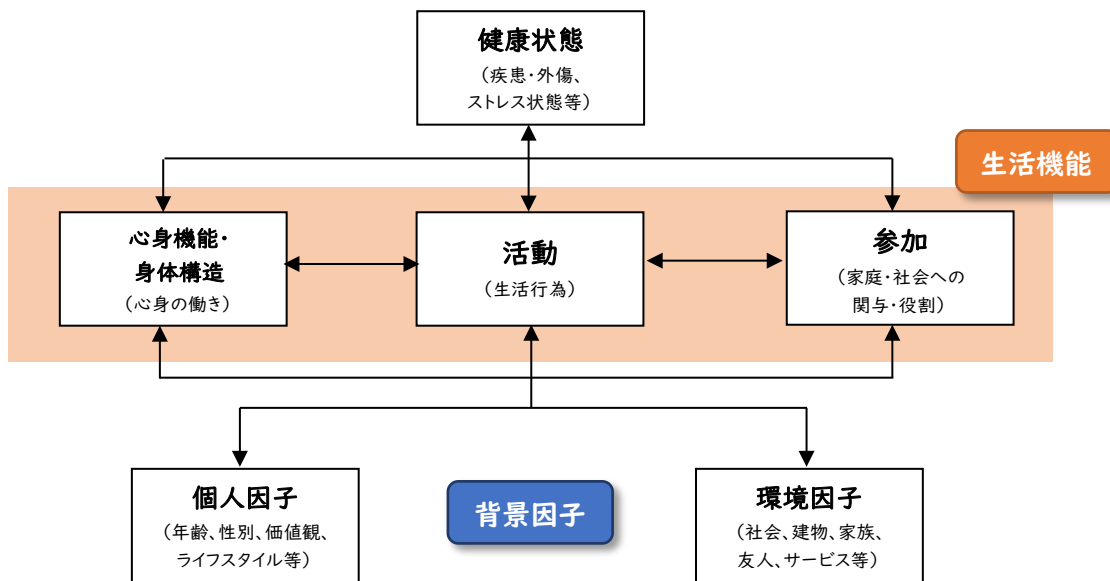 健康状態
（疾患・外傷、
ストレス状態等）
生活機能
心身機能・
身体構造
（心身の働き）
活動
（生活行為）
参加
（家庭・社会への
関与・役割）
個人因子
（年齢、性別、価値観、
ライフスタイル等）
背景因子
環境因子
（社会、建物、家族、
友人、サービス等）